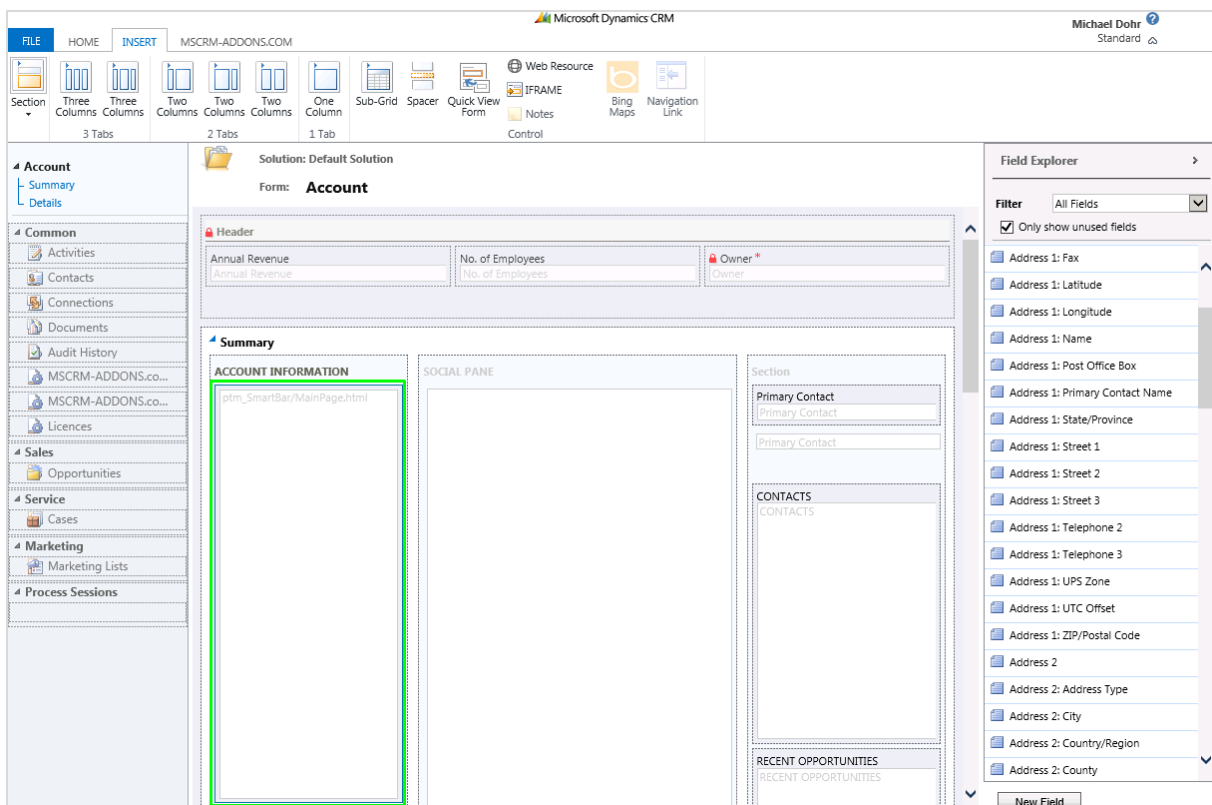 Microsoft Dynamics CRM
Michael Dohr
Standard
FILE HOME INSERT MSCRM-ADDONS.COM
Section
Three Columns
Three Columns
3 Tabs
Two Columns
Two Columns
Two Columns
2 Tabs
One Column
1 Tab
Sub-Grid
Spacer
Quick View Form
Web Resource
IFRAME
Notes
Bing Maps
Navigation Link
Control
Account
Summary
Details
Common
Activities
Contacts
Connections
Documents
Audit History
MSCRM-ADDONS.co...
MSCRM-ADDONS.co...
Licences
Sales
Opportunities
Service
Cases
Marketing
Marketing Lists
Process Sessions
Solution: Default Solution
Form: Account
Header
Annual Revenue
Annual Revenue
No. of Employees
No. of Employees
Owner *
Owner
Summary
ACCOUNT INFORMATION
ptm_SmartBar/MainPage.html
SOCIAL PANE
Section
Primary Contact
Primary Contact
Primary Contact
CONTACTS
CONTACTS
RECENT OPPORTUNITIES
RECENT OPPORTUNITIES
Field Explorer >
Filter All Fields
Only show unused fields
Address 1: Fax
Address 1: Latitude
Address 1: Longitude
Address 1: Name
Address 1: Post Office Box
Address 1: Primary Contact Name
Address 1: State/Province
Address 1: Street 1
Address 1: Street 2
Address 1: Street 3
Address 1: Telephone 2
Address 1: Telephone 3
Address 1: UPS Zone
Address 1: UTC Offset
Address 1: ZIP/Postal Code
Address 2
Address 2: Address Type
Address 2: City
Address 2: Country/Region
Address 2: County
New Field